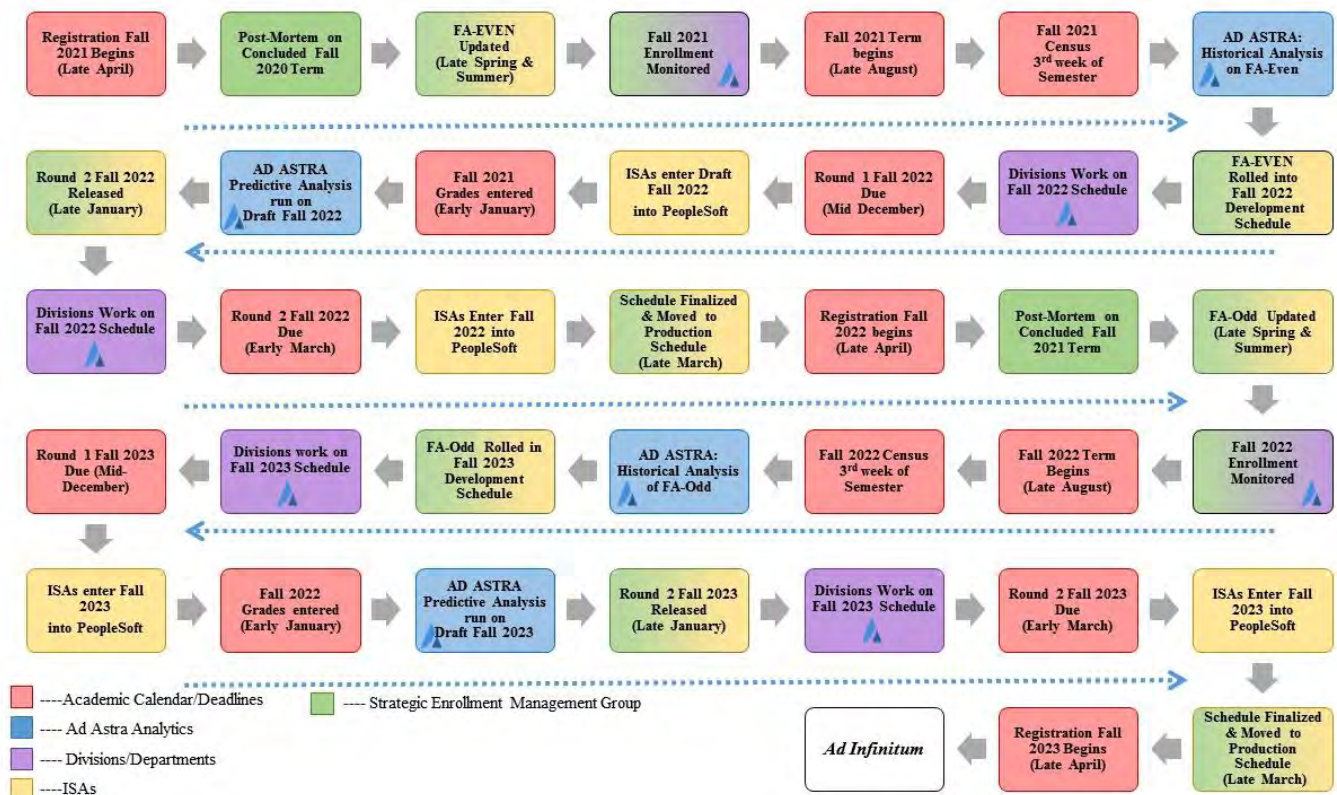 Registration Fall
2021 Begins
(Late April)
Post-Mortem on
Concluded Fall
2020 Term
FA-EVEN
Updated
(Late Spring &
Summer)
Fall 2021
Enrollment
Monitored
Fall 2021 Term
begins
(Late August)
Fall 2021
Census
3rd week of
Semester
AD ASTRA:
Historical Analysis
on FA-Even
Round 2 Fall 2022
Released
(Late January)
AD ASTRA
Predictive Analysis
run on
Draft Fall 2022
Fall 2021
Grades entered
(Early January)
ISAs enter Draft
Fall 2022
into PeopleSoft
Round 1 Fall 2022
Due
(Mid December)
Divisions Work on
Fall 2022 Schedule
FA-EVEN
Rolled into
Fall 2022
Development
Schedule
Divisions Work on
Fall 2022 Schedule
Round 2 Fall 2022
Due
(Early March)
ISAs Enter Fall
2022 into
PeopleSoft
Schedule Finalized
& Moved to
Production
Schedule
(Late March)
Registration Fall
2022 begins
(Late April)
Post-Mortem on
Concluded Fall
2021 Term
FA-Odd Updated
(Late Spring &
Summer)
Round 1 Fall 2023
Due (Mid-
December)
Divisions work on
Fall 2023 Schedule
FA-Odd Rolled in
Fall 2023
Development
Schedule
AD ASTRA:
Historical Analysis
of FA-Odd
Fall 2022 Census
3rd week of
Semester
Fall 2022 Term
Begins
(Late August)
Fall 2022
Enrollment
Monitored
ISAs enter Fall
2023
into PeopleSoft
Fall 2022
Grades entered
(Early January)
AD ASTRA
Predictive Analysis
run on
Draft Fall 2023
Round 2 Fall 2023
Released
(Late January)
Divisions Work on
Fall 2023 Schedule
Round 2 Fall 2023
Due
(Early March)
ISAs Enter Fall
2023 into
PeopleSoft
----Academic Calendar/Deadlines
---- Strategic Enrollment Management Group
---- Ad Astra Analytics
----Divisions/Departments
----ISAs
Ad Infinitum
Registration Fall
2023 Begins
(Late April)
Schedule Finalized
& Moved to
Production
Schedule
(Late March)